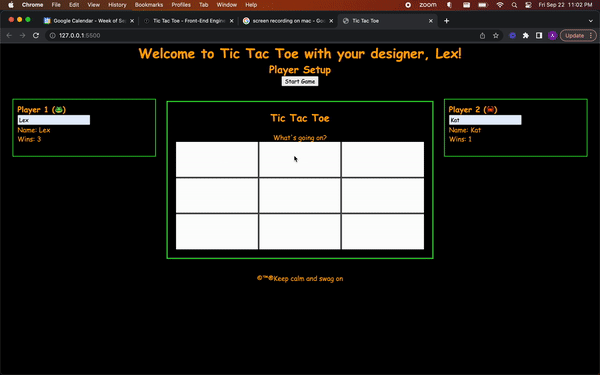 Chrome File Edit View History Bookmarks Profiles Tab Window Help zoom Fri Sep 22 11:02 PM
Google Calendar - Week of Se Tic Tac Toe - Front-End Engine screen recording on mac - Goo Tic Tac Toe
127.0.0.1:5500 Update
Welcome to Tic Tac Toe with your designer, Lex!
Player Setup
Start Game
Player 1 (🐸)
Lex
Name: Lex
Wins: 3
Tic Tac Toe
What's going on?
Player 2 (🦀)
Kat
Name: Kat
Wins: 1
©™®Keep calm and swag on